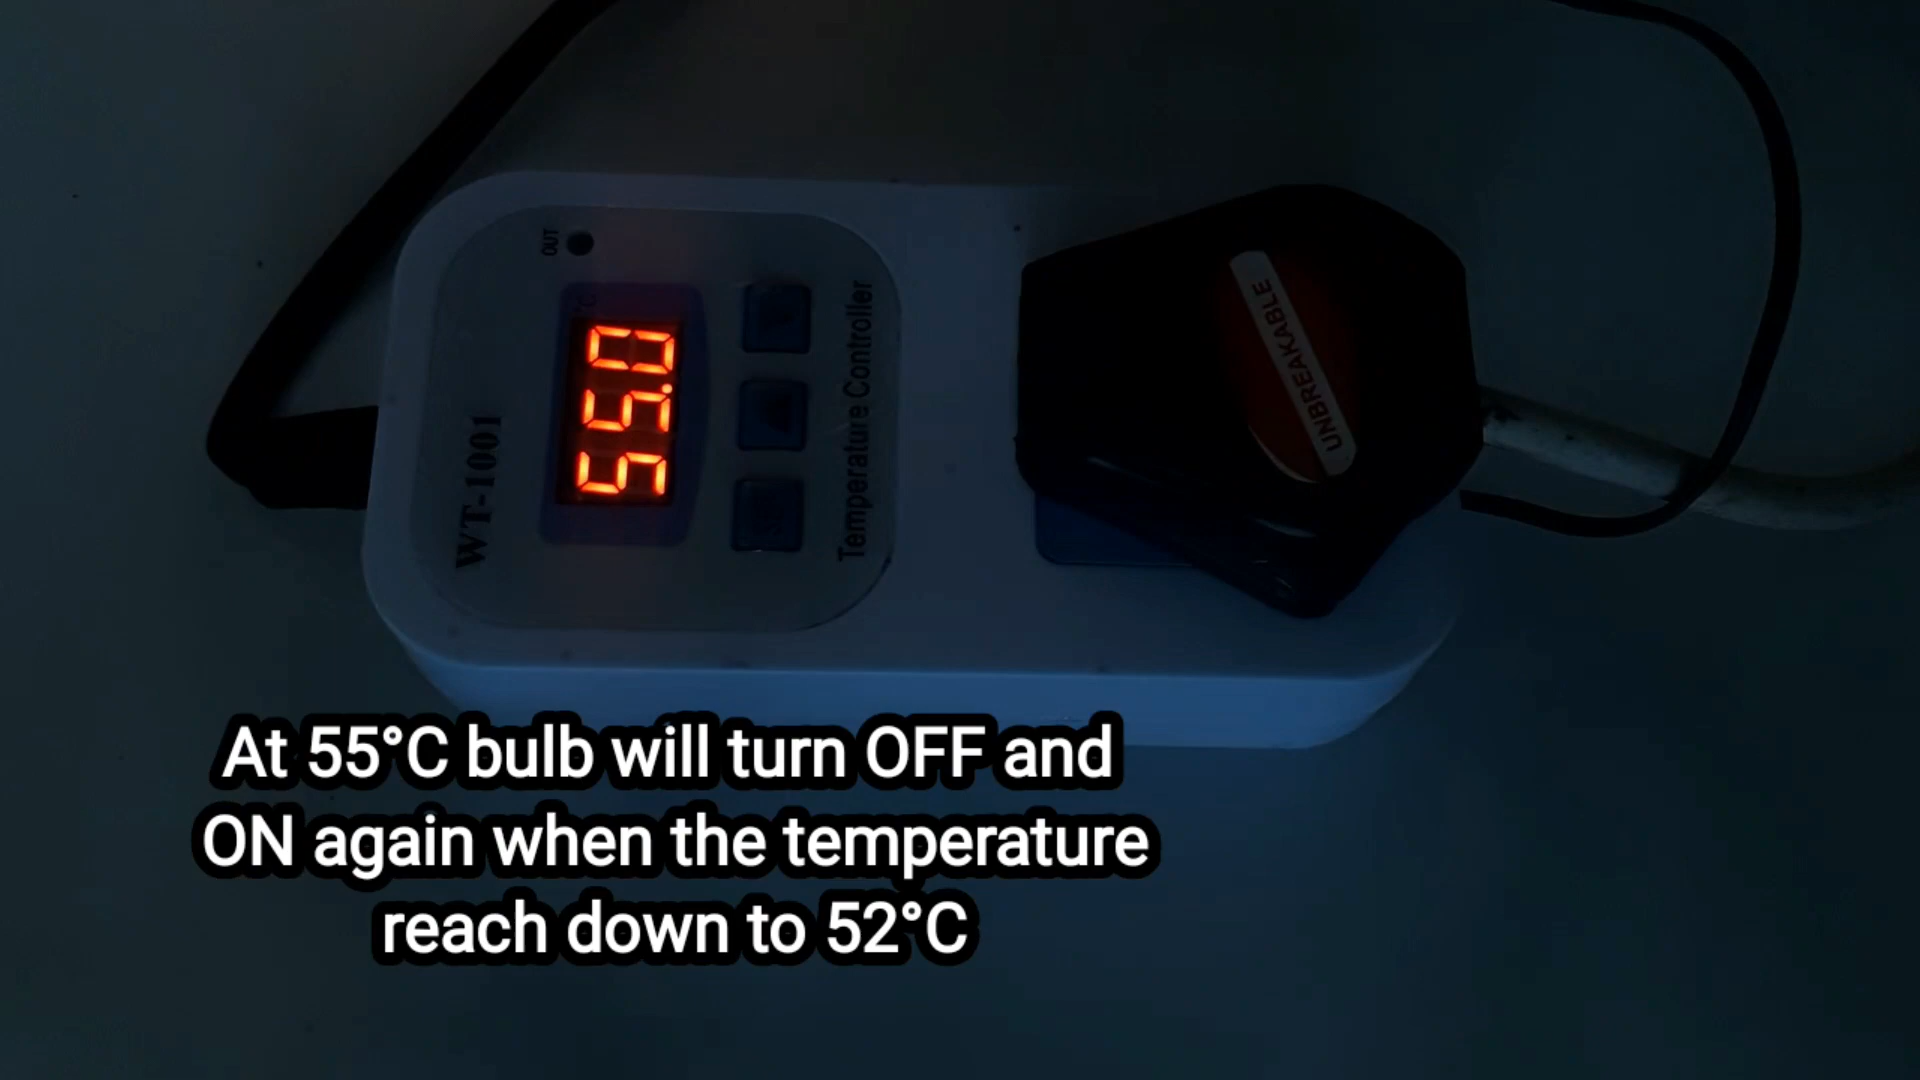 OUT
°C
55.0
WT-1001
Temperature Controller
UNBREAKABLE
At 55°C bulb will turn OFF and
ON again when the temperature
reach down to 52°C